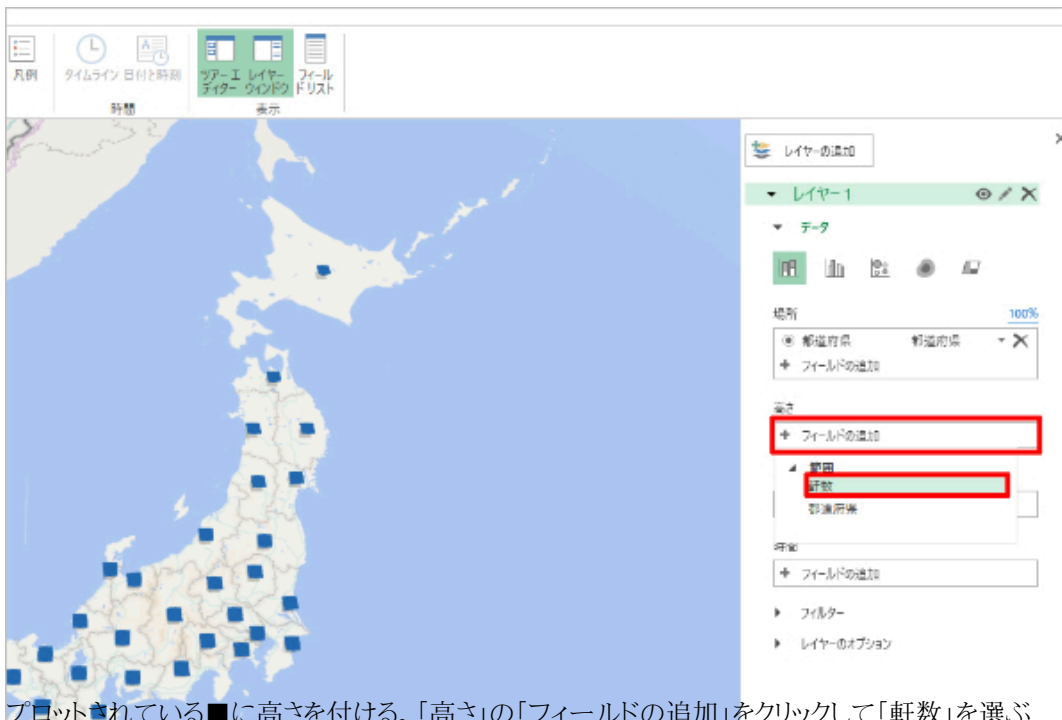 凡例
タイムライン 日付と時刻
時間
ツアー エディター
レイヤー ウィンドウ
フィールド リスト
表示
レイヤーの追加
レイヤー 1
データ
場所 100%
都道府県 都道府県
フィールドの追加
高さ
フィールドの追加
範囲
軒数
都道府県
時間
フィールドの追加
フィルター
レイヤーのオプション
プロットされている■に高さを付ける。「高さ」の「フィールドの追加」をクリックして「軒数」を選ぶ